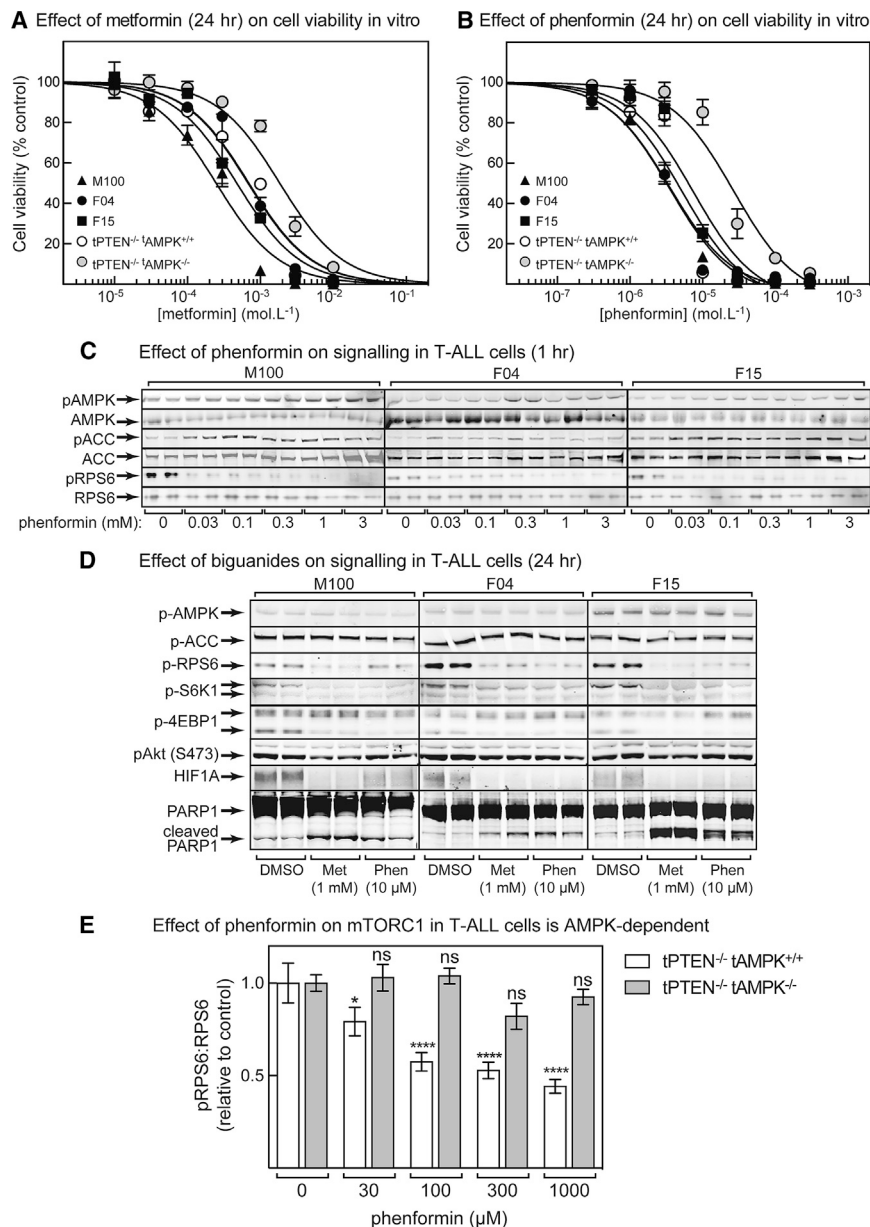 A Effect of metformin (24 hr) on cell viability in vitro
Cell viability (% control)
100
80
60
40
20
M100
F04
F15
tPTEN-/- tAMPK+/+
tPTEN-/- tAMPK-/-
10-5 10-4 10-3 10-2 10-1
[metformin] (mol.L-1)
B Effect of phenformin (24 hr) on cell viability in vitro
Cell viability (% control)
100
80
60
40
20
M100
F04
F15
tPTEN-/- tAMPK+/+
tPTEN-/- tAMPK-/-
10-7 10-6 10-5 10-4 10-3
[phenformin] (mol.L-1)
C Effect of phenformin on signalling in T-ALL cells (1 hr)
M100 F04 F15
pAMPK
AMPK
pACC
ACC
pRPS6
RPS6
phenformin (mM): 0 0.03 0.1 0.3 1 3 0 0.03 0.1 0.3 1 3 0 0.03 0.1 0.3 1 3
D Effect of biguanides on signalling in T-ALL cells (24 hr)
M100 F04 F15
p-AMPK
p-ACC
p-RPS6
p-S6K1
p-4EBP1
pAkt (S473)
HIF1A
PARP1
cleaved
PARP1
DMSO Met Phen DMSO Met Phen DMSO Met Phen
(1 mM) (10 µM) (1 mM) (10 µM) (1 mM) (10 µM)
E Effect of phenformin on mTORC1 in T-ALL cells is AMPK-dependent
pRPS6:RPS6
(relative to control)
1.0
0.5
* ns **** ns **** ns **** ns
tPTEN-/- tAMPK+/+
tPTEN-/- tAMPK-/-
0 30 100 300 1000
phenformin (µM)